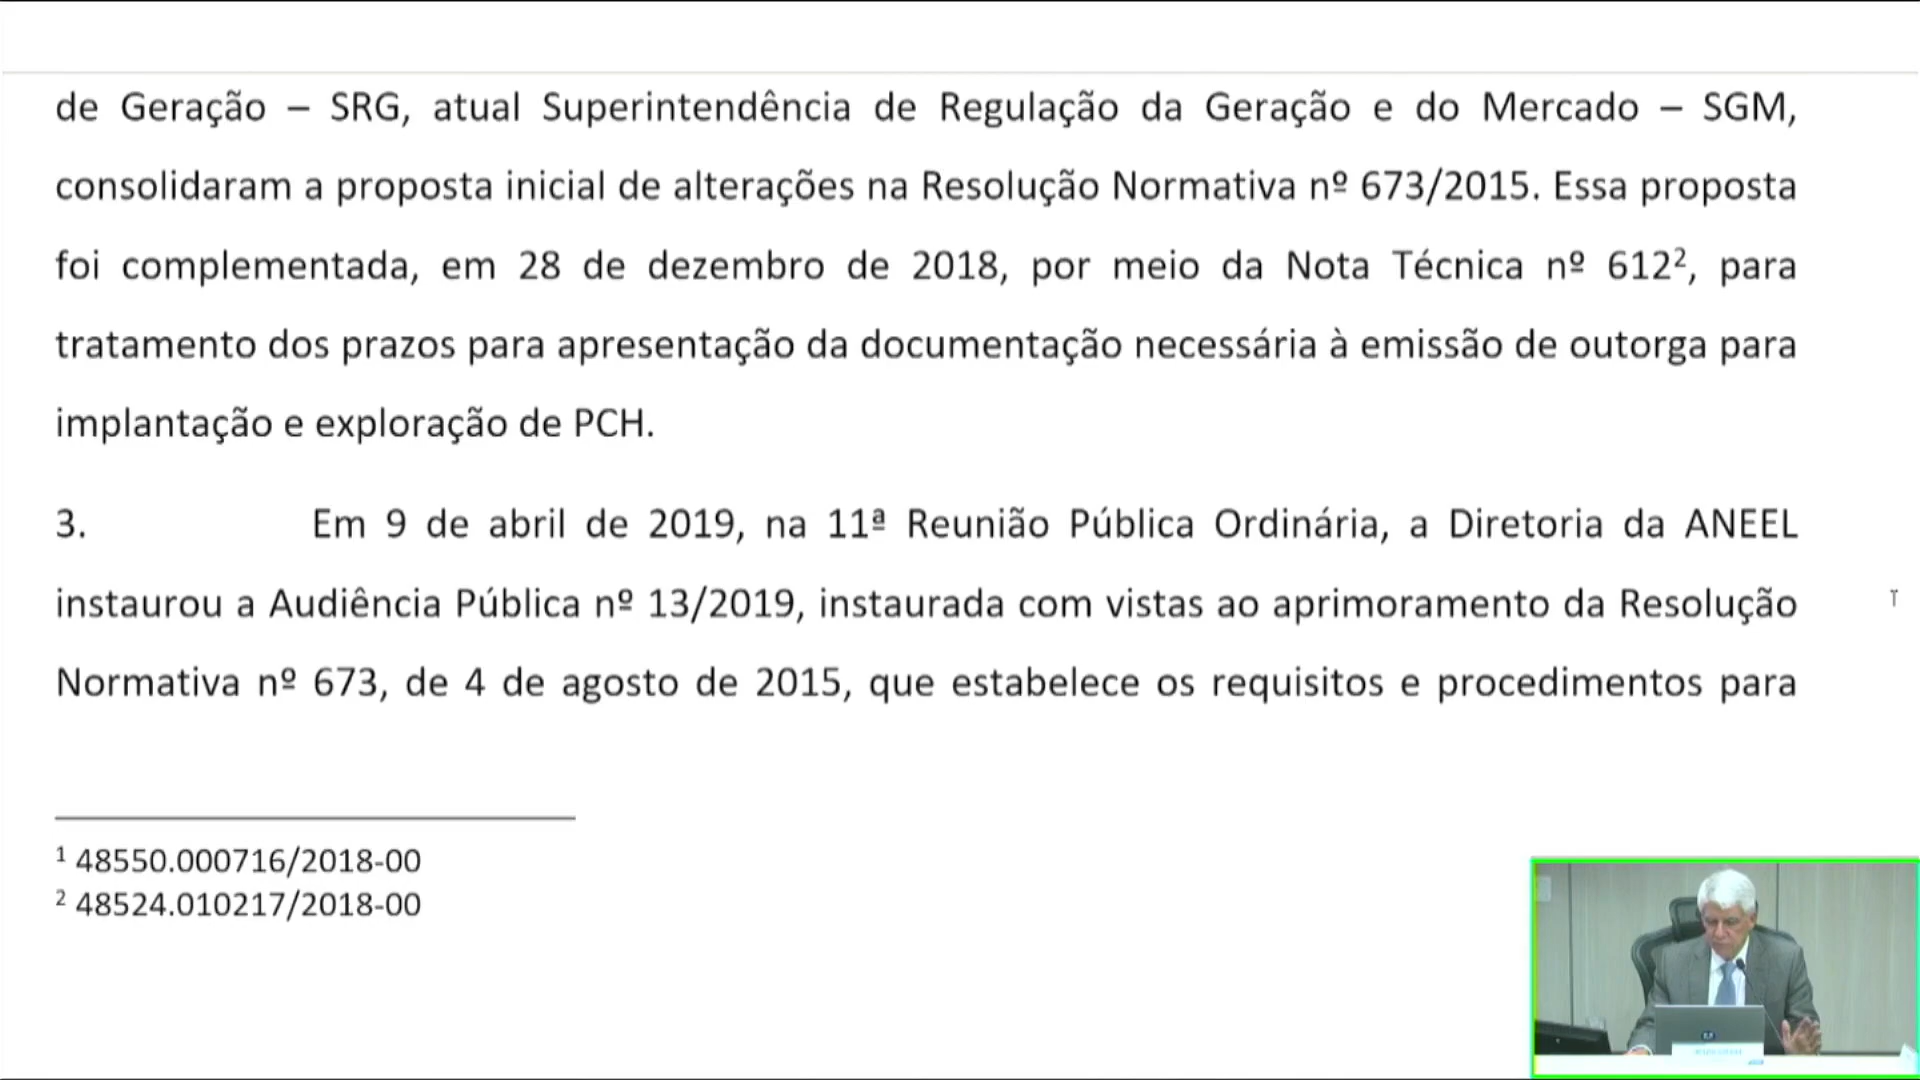 de Geração – SRG, atual Superintendência de Regulação da Geração e do Mercado – SGM,
consolidaram a proposta inicial de alterações na Resolução Normativa nº 673/2015. Essa proposta
foi complementada, em 28 de dezembro de 2018, por meio da Nota Técnica nº 612², para
tratamento dos prazos para apresentação da documentação necessária à emissão de outorga para
implantação e exploração de PCH.
3. Em 9 de abril de 2019, na 11ª Reunião Pública Ordinária, a Diretoria da ANEEL
instaurou a Audiência Pública nº 13/2019, instaurada com vistas ao aprimoramento da Resolução
Normativa nº 673, de 4 de agosto de 2015, que estabelece os requisitos e procedimentos para
¹ 48550.000716/2018-00
² 48524.010217/2018-00